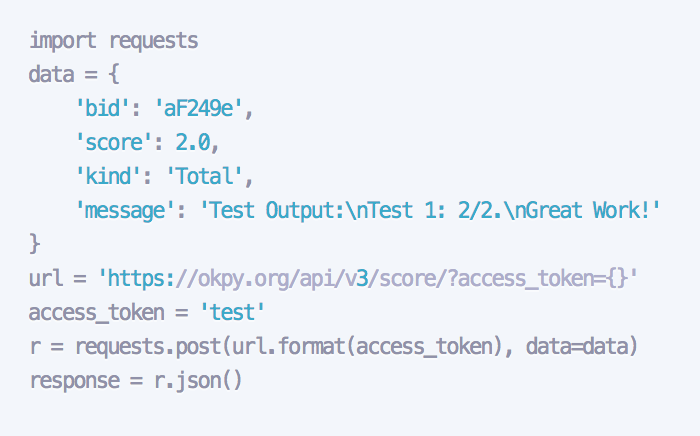 import requests
data = {
    'bid': 'aF249e',
    'score': 2.0,
    'kind': 'Total',
    'message': 'Test Output:\nTest 1: 2/2.\nGreat Work!'
}
url = 'https://okpy.org/api/v3/score/?access_token={}'
access_token = 'test'
r = requests.post(url.format(access_token), data=data)
response = r.json()